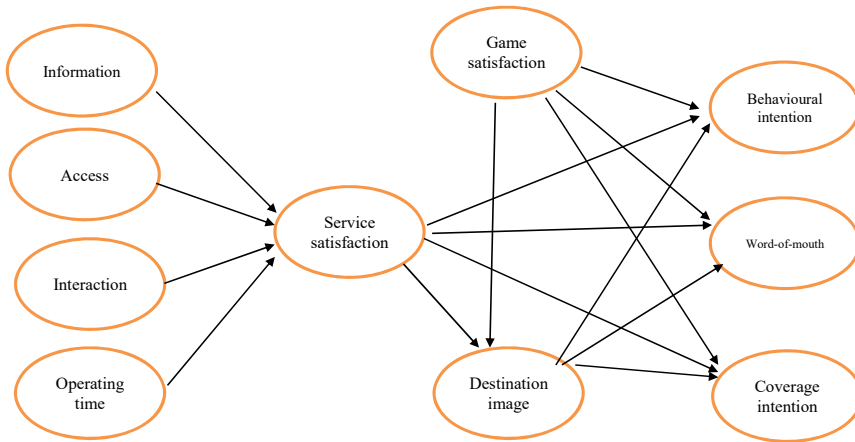 Information
Access
Interaction
Operating
time
Service
satisfaction
Game
satisfaction
Destination
image
Behavioural
intention
Word-of-mouth
Coverage
intention